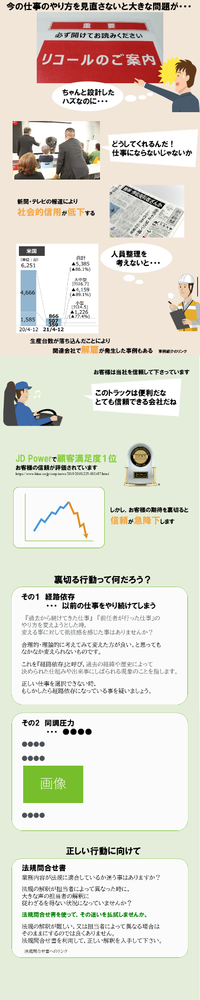 今の仕事のやり方を見直さないと大きな問題が･･･
重 要
必ず開けてお読みください
リコールのご案内
ちゃんと設計した
ハズなのに･･･
どうしてくれるんだ！
仕事にならないじゃないか
新聞･テレビの報道により
社会的信用が低下する
改ざんか
米国
(単位：台)
6,251
4,666
1,585
20/4-12
866
507
359
21/4-12
合計
▲5,385
(▲86.1%)
大中型
[ｸﾗｽ6.7]
▲4,159
(▲89.1%)
小型
[ｸﾗｽ4.5]
▲1,226
(▲77.4%)
人員整理を
考えないと･･･
生産台数が落ち込んだことにより
関連会社で解雇が発生した事例もある 事例紹介のリンク
お客様は当社を信頼して下さっています
このトラックは便利だな
とても信頼できる会社だね
JD Powerで顧客満足度１位
お客様の信頼が評価されています
https://www.hino.co.jp/corp/news/2019/20191225-002487.html
しかし，お客様の期待を裏切ると
信頼が急降下します
裏切る行動って何だろう？
その１ 経路依存
･･･ 以前の仕事をやり続けてしまう
『過去から続けてきた仕事』『前任者が行った仕事』の
やり方を変えようとした時，
変える事に対して抵抗感を感じた事はありませんか？
合理的･理論的に考えてみて変えた方が良い，と思っても
なかなか変えられないものです。
これを『経路依存』と呼び，過去の経緯や歴史によって
決められた仕組みや出来事にしばられる現象のことを指します。
正しい仕事を選択できない時，
もしかしたら経路依存になっている事を疑いましょう。
その2 同調圧力
･･･ ●●●●
●●●●
●●●●
画像
●●●●
正しい行動に向けて
法規問合せ書
業務内容が法規に適合しているか迷う事はありますか？
法規の解釈が担当者によって異なった時に，
大きな声の担当者の解釈に
従わざるを得ない状況になっていませんか？
法規問合せ書を使って，その迷いを払拭しませんか。
法規の解釈が難しい，又は担当者によって異なる場合は
そのままにするのでは良くありません。
法規問合せ書を利用して，正しい解釈を入手して下さい。
法規問合せ書へのリンク